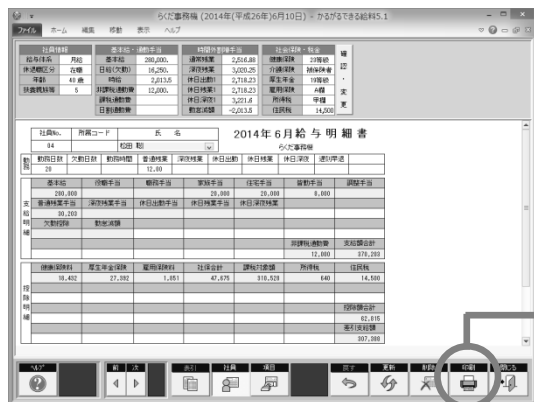 らくだ事務機 (2014年(平成26年)6月10日) - かるがるできる給料5.1
ファイル ホーム 編集 移動 表示 ヘルプ
社員情報 基本給・通勤手当 時間外割増手当 社会保険・税金 確認・変更
給与体系 月給 基本給 280,000. 通常残業 2,516.88 健康保険 23等級
休退職区分 在職 日給(欠勤) 16,250. 深夜残業 3,020.25 介護保険 被保険者
年齢 40 歳 時給 2,013.5 休日出勤 2,718.23 厚生年金 19等級
扶養親族等 5 非課税通勤費 12,000. 休日残業 2,718.23 雇用保険 A欄
課税通勤費 休日深夜 3,221.6 所得税 甲欄
日割通勤費 勤怠減額 -2,013.5 住民税 14,500
社員No. 所属コード 氏 名 2014年 6月給 与 明 細 書
04 松田 聡 らくだ事務機
勤務 勤務日数 欠勤日数 勤務時間 普通残業 深夜残業 休日出勤 休日残業 休日深夜 遅刻早退
20 12.00
支給明細
基本給 役職手当 職務手当 家族手当 住宅手当 皆勤手当 調整手当
280,000 20,000 20,000 8,000
普通残業手当 深夜残業手当 休日出勤手当 休日残業手当 休日深夜残業
30,203
欠勤控除 勤怠減額
非課税通勤費 支給額合計
12,000 370,203
控除明細
健康保険料 厚生年金保険 雇用保険料 社保合計 課税対象額 所得税 住民税
18,432 27,392 1,851 47,675 310,528 640 14,500
控除額合計
62,815
差引支給額
307,388
ヘルプ 前 次 索引 社員 項目 戻す 更新 削除 印刷 閉じる